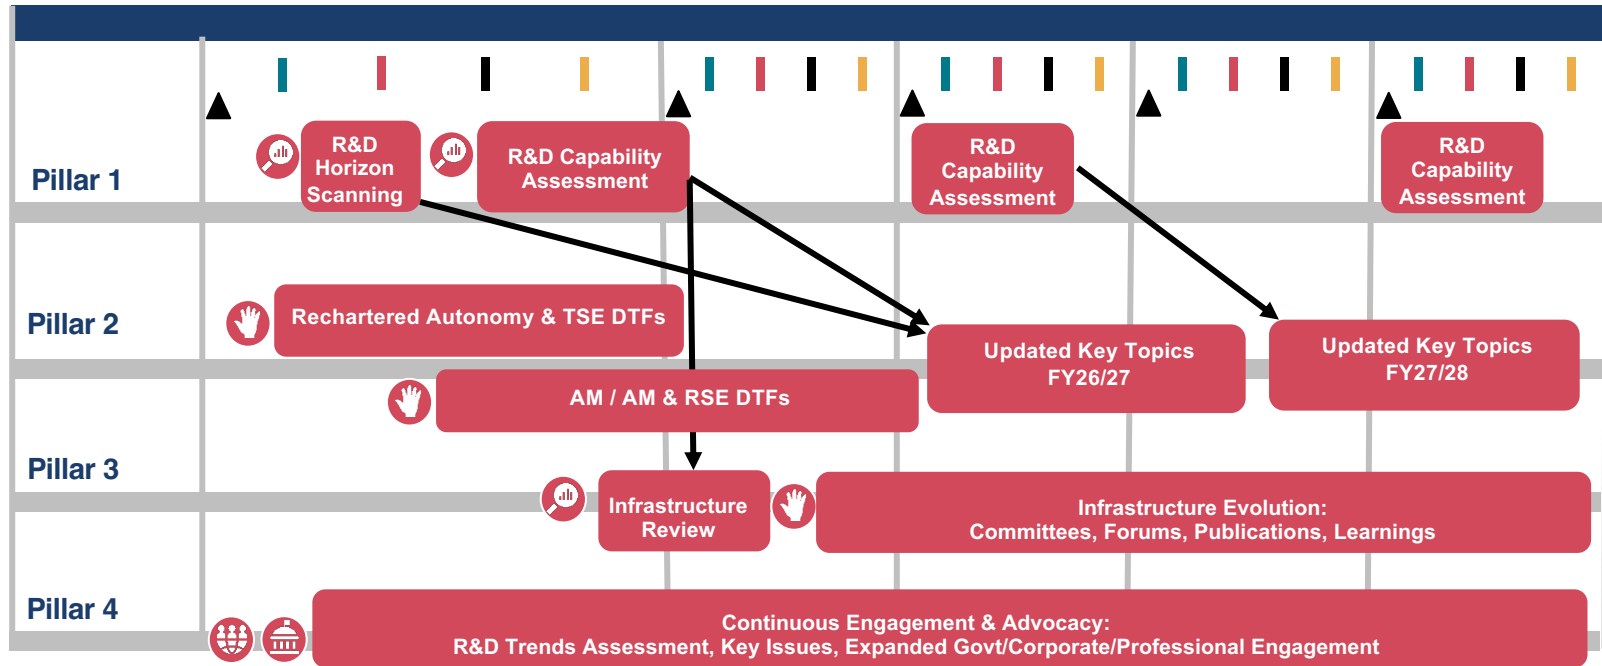 Pillar 1
R&D
Horizon
Scanning
R&D Capability
Assessment
R&D
Capability
Assessment
R&D
Capability
Assessment
Pillar 2
Rechartered Autonomy & TSE DTFs
Updated Key Topics
FY26/27
Updated Key Topics
FY27/28
AM / AM & RSE DTFs
Pillar 3
Infrastructure
Review
Infrastructure Evolution:
Committees, Forums, Publications, Learnings
Pillar 4
Continuous Engagement & Advocacy:
R&D Trends Assessment, Key Issues, Expanded Govt/Corporate/Professional Engagement